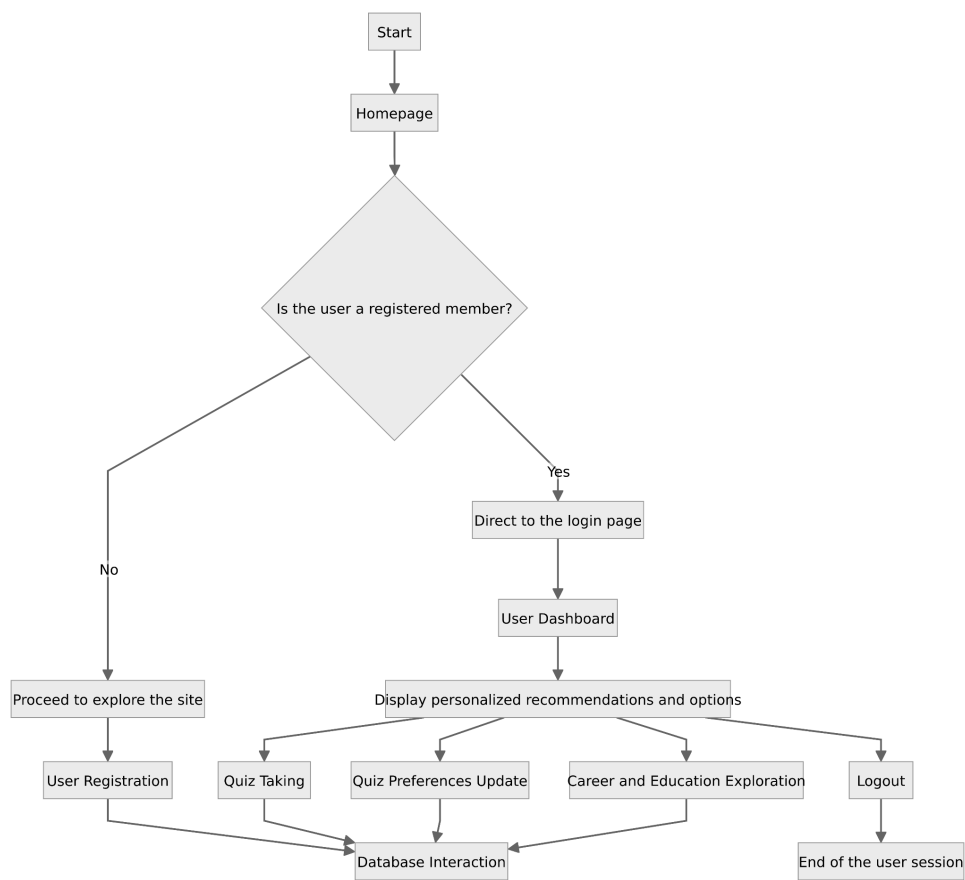 Start
Homepage
Is the user a registered member?
Yes
Direct to the login page
No
User Dashboard
Proceed to explore the site
Display personalized recommendations and options
User Registration
Quiz Taking
Quiz Preferences Update
Career and Education Exploration
Logout
Database Interaction
End of the user session